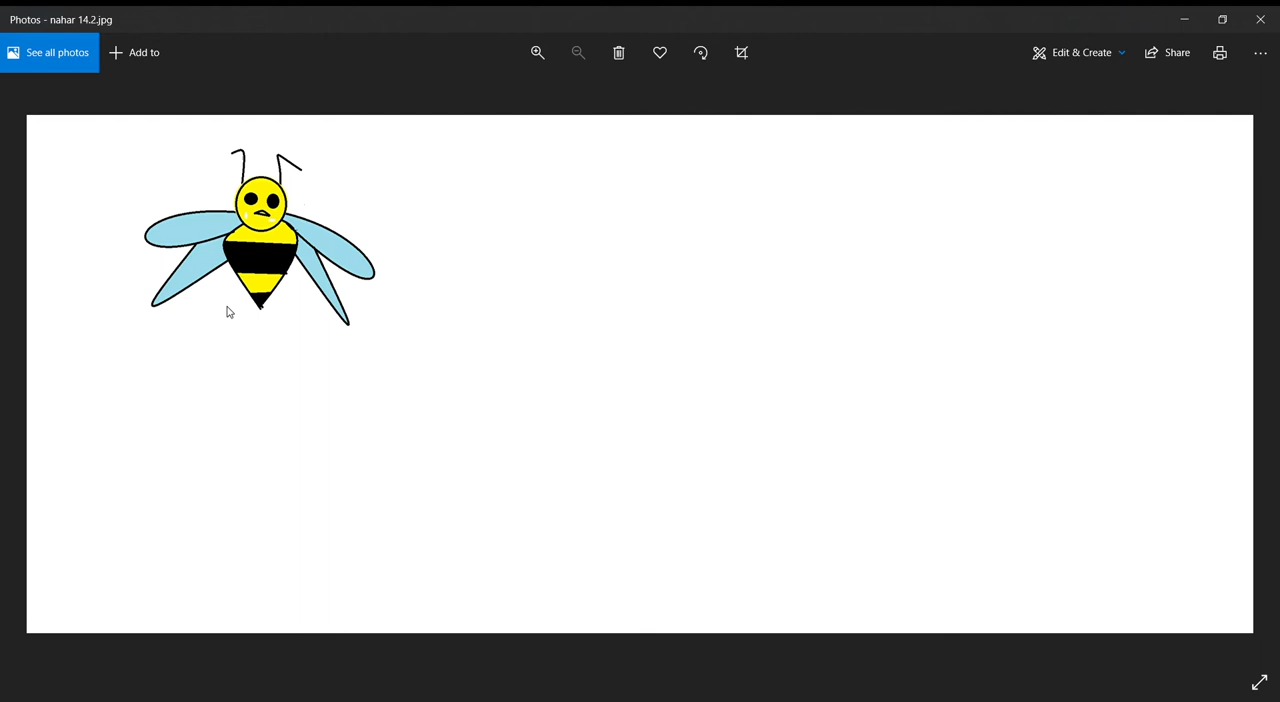 Photos - nahar 14.2.jpg
See all photos
Add to
Edit & Create
Share